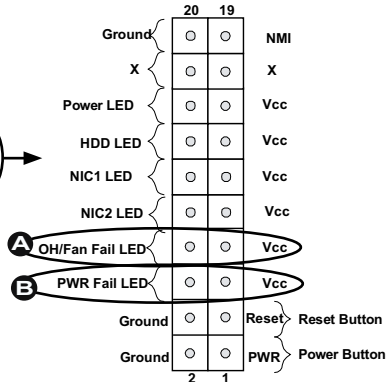 20 19
Ground NMI
X X
Power LED Vcc
HDD LED Vcc
NIC1 LED Vcc
NIC2 LED Vcc
A OH/Fan Fail LED Vcc
B PWR Fail LED Vcc
Ground Reset Reset Button
Ground PWR Power Button
2 1